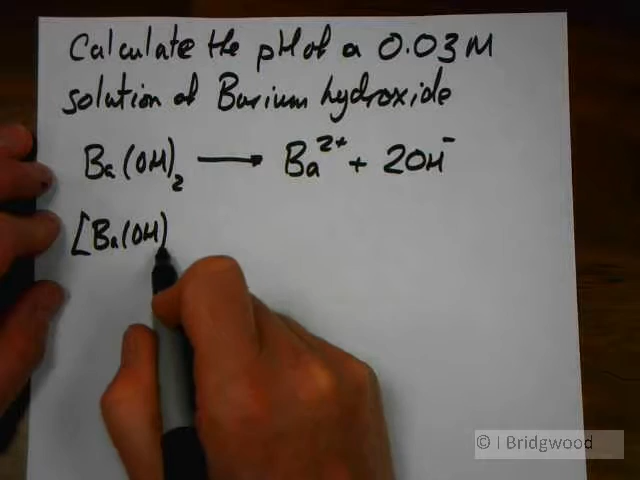 Calculate the pH of a 0.03M
solution of Barium hydroxide
Ba(OH)₂ ⟶ Ba²⁺ + 2OH⁻
[Ba(OH)
© I Bridgwood